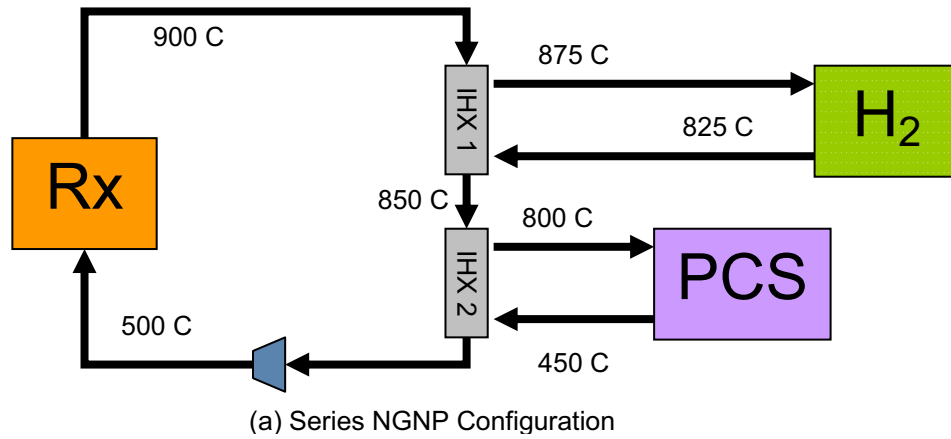 900 C
875 C
IHX 1
H₂
825 C
Rx
850 C
800 C
IHX 2
PCS
500 C
450 C
(a) Series NGNP Configuration